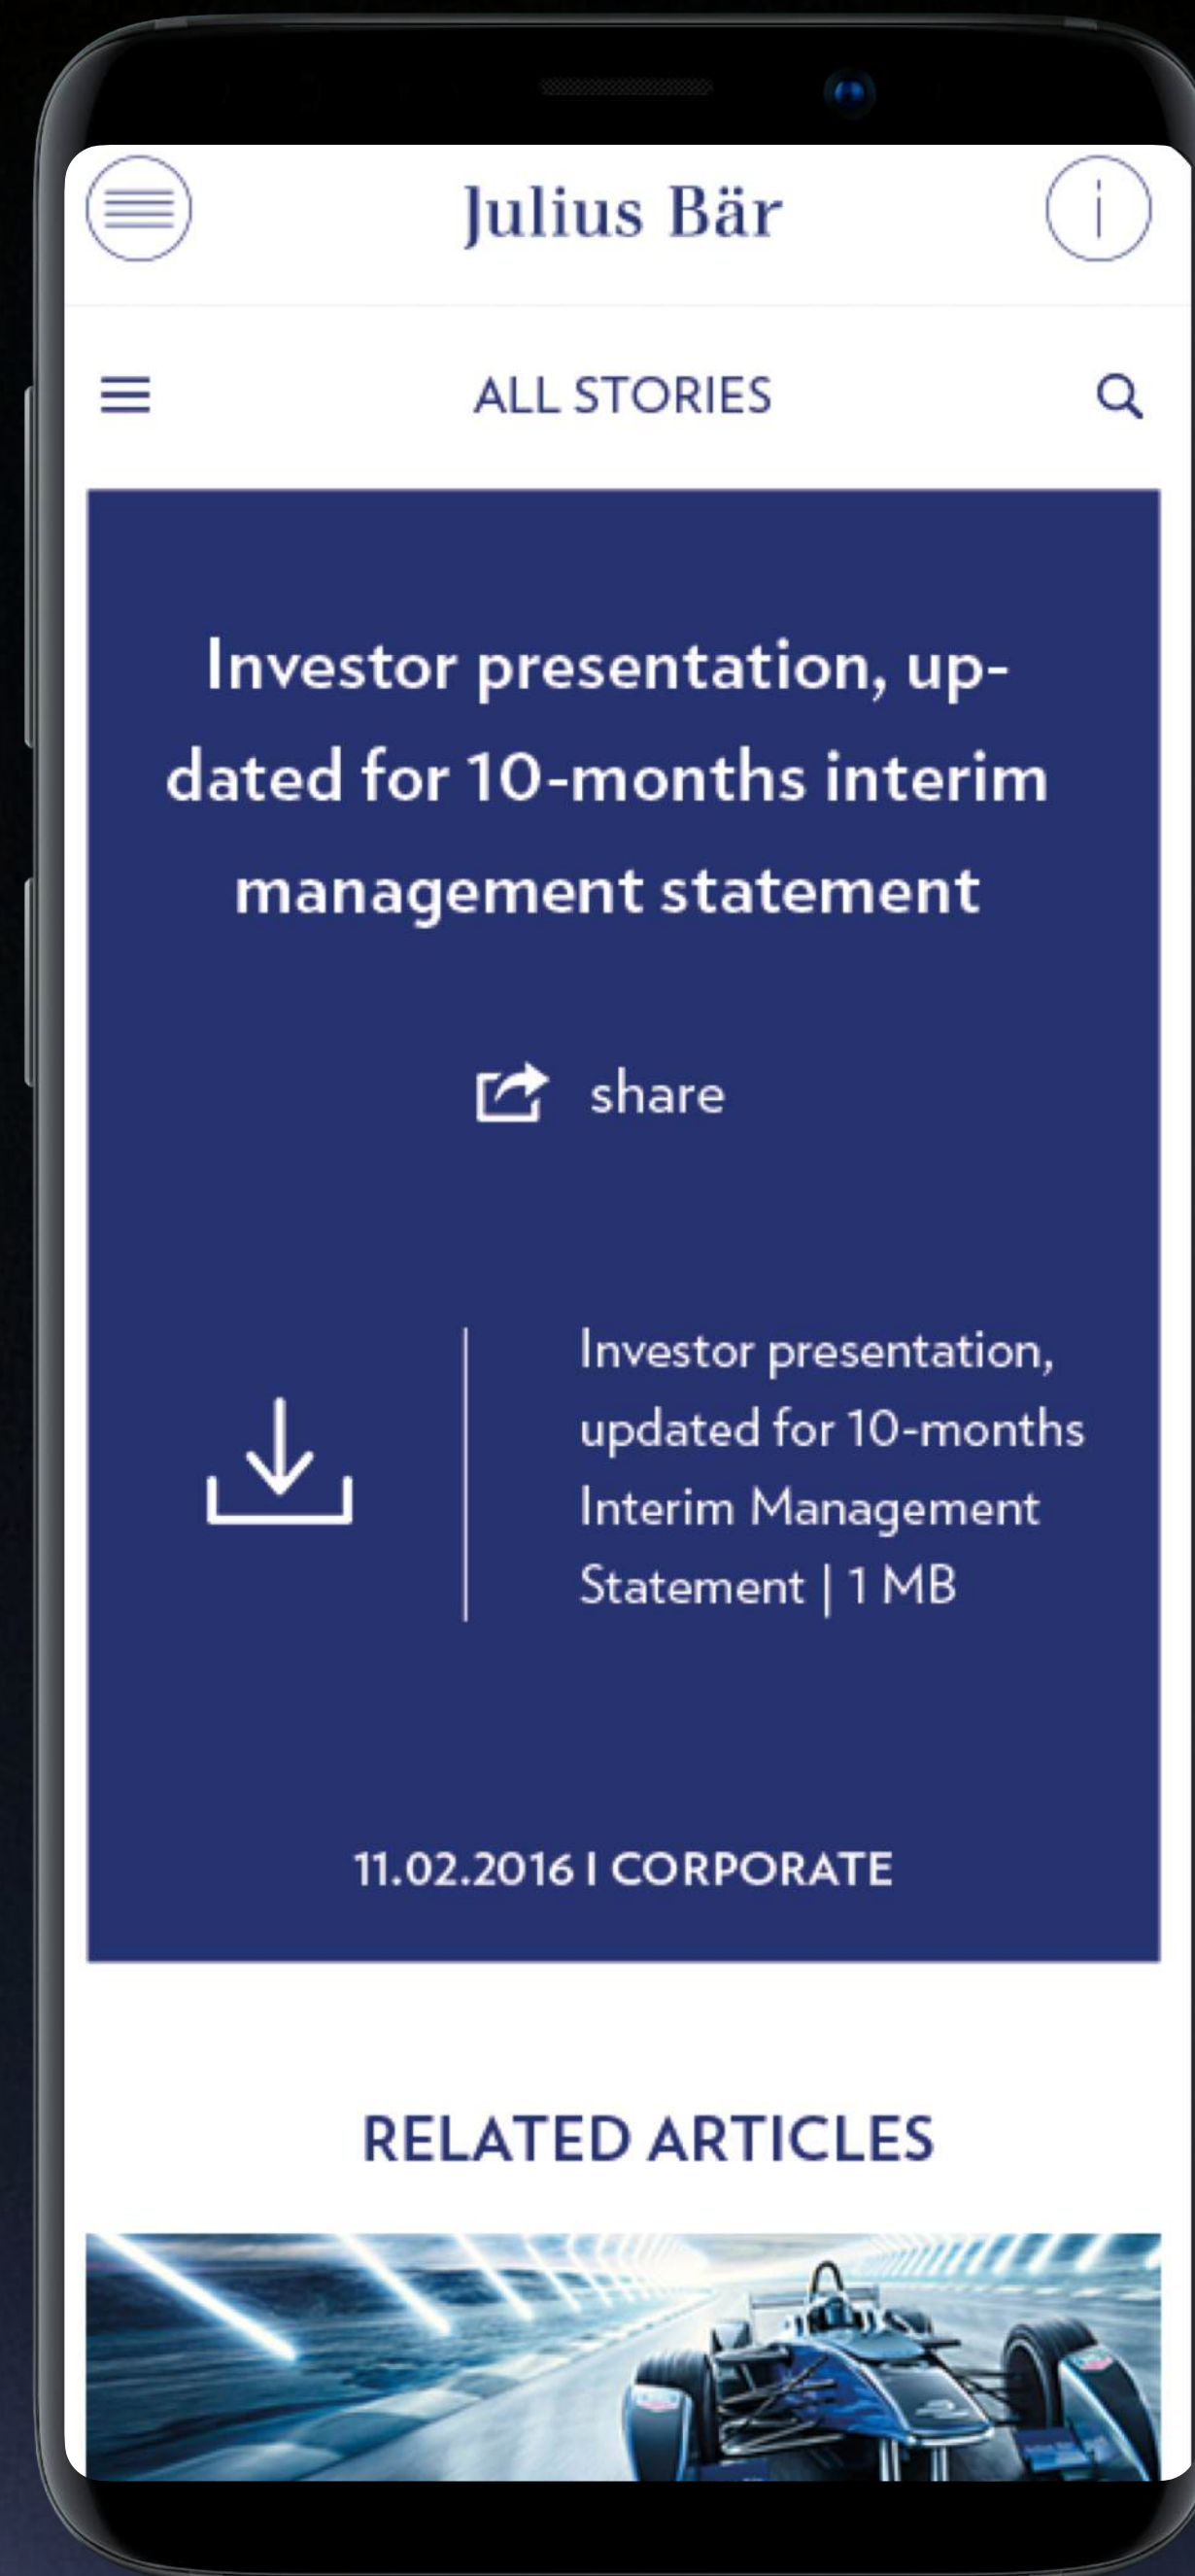 Julius Bär
ALL STORIES
Investor presentation, up-
dated for 10-months interim
management statement
share
Investor presentation,
updated for 10-months
Interim Management
Statement | 1 MB
11.02.2016 I CORPORATE
RELATED ARTICLES